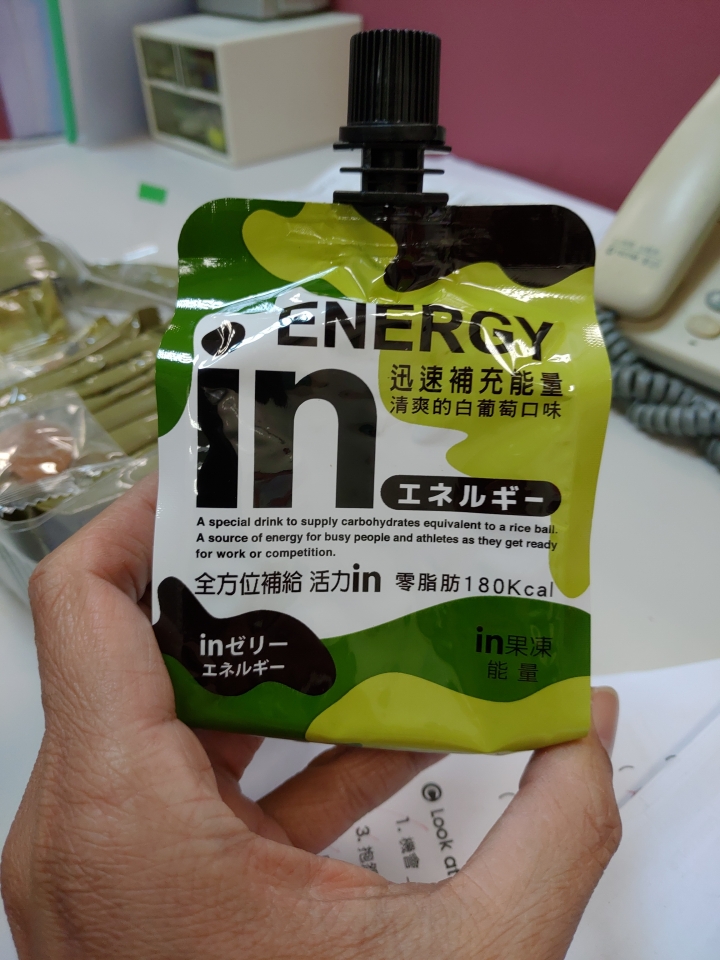 ENERGY
in
迅速補充能量
清爽的白葡萄口味
エネルギー
A special drink to supply carbohydrates equivalent to a rice ball.
A source of energy for busy people and athletes as they get ready
for work or competition.
全方位補給 活力in 零脂肪180Kcal
inゼリー
エネルギー
in果凍
能量
Look at
1. 機會
3.